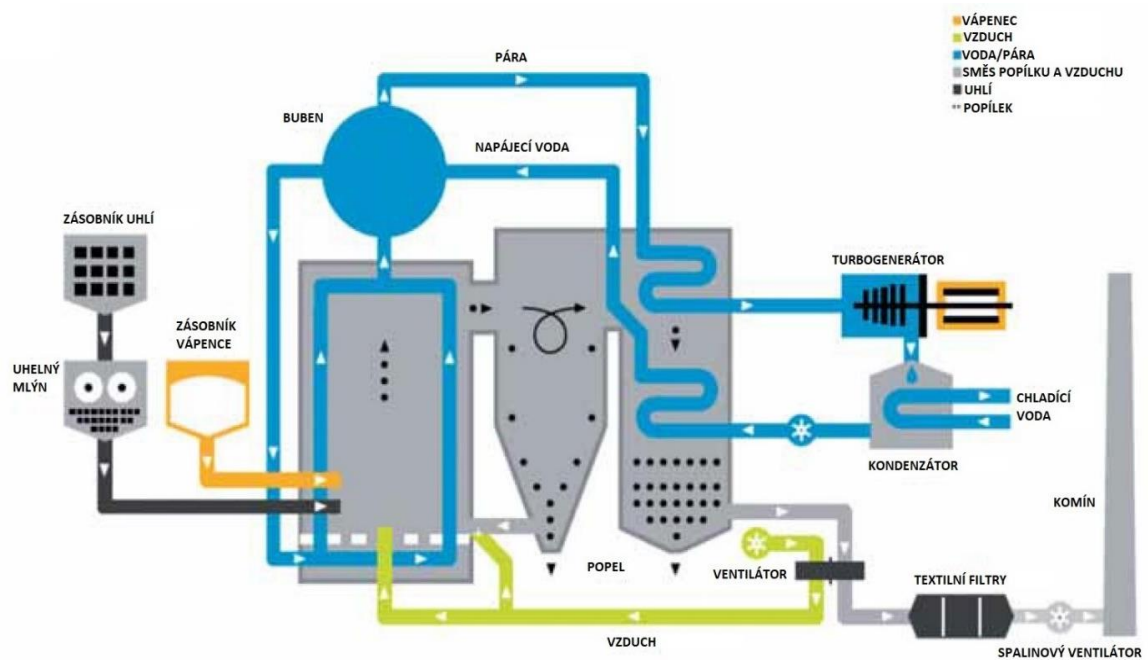 VÁPENEC
VZDUCH
VODA/PÁRA
SMĚS POPÍLKU A VZDUCHU
UHLÍ
POPÍLEK
PÁRA
BUBEN
NAPÁJECÍ VODA
ZÁSOBNÍK UHLÍ
TURBOGENERÁTOR
ZÁSOBNÍK
VÁPENCE
UHELNÝ
MLÝN
CHLADÍCÍ
VODA
KONDENZÁTOR
KOMÍN
POPEL
VENTILÁTOR
TEXTILNÍ FILTRY
VZDUCH
SPALINOVÝ VENTILÁTOR